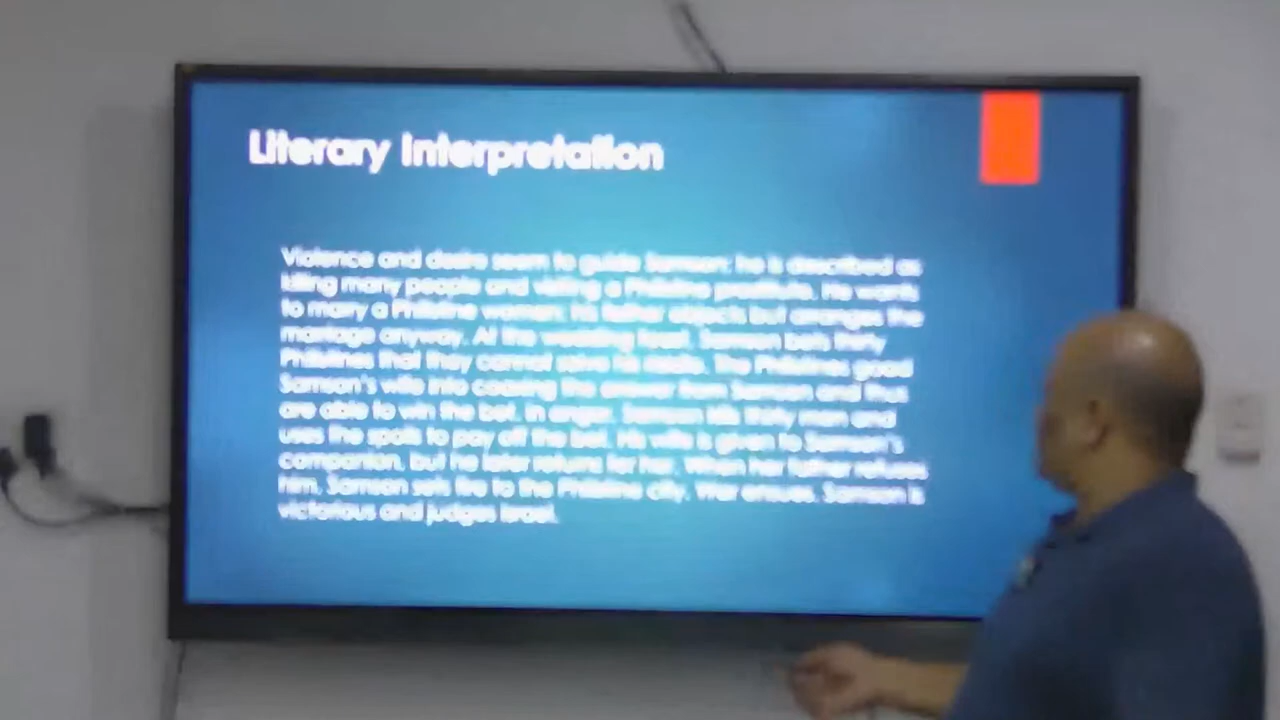 Literary Interpretation
Violence and desire seem to guide Samson; he is described as
killing many people and visiting a Philistine prostitute. He wants
to marry a Philistine woman; his father objects but arranges the
marriage anyway. At the wedding feast, Samson bets thirty
Philistines that they cannot solve his riddle. The Philistines goad
Samson's wife into coaxing the answer from Samson and thus
are able to win the bet. In anger, Samson kills thirty men and
uses the spoils to pay off the bet. His wife is given to Samson's
companion, but he later returns for her. When her father refuses
him, Samson sets fire to the Philistine city. War ensues. Samson is
victorious and judges Israel.